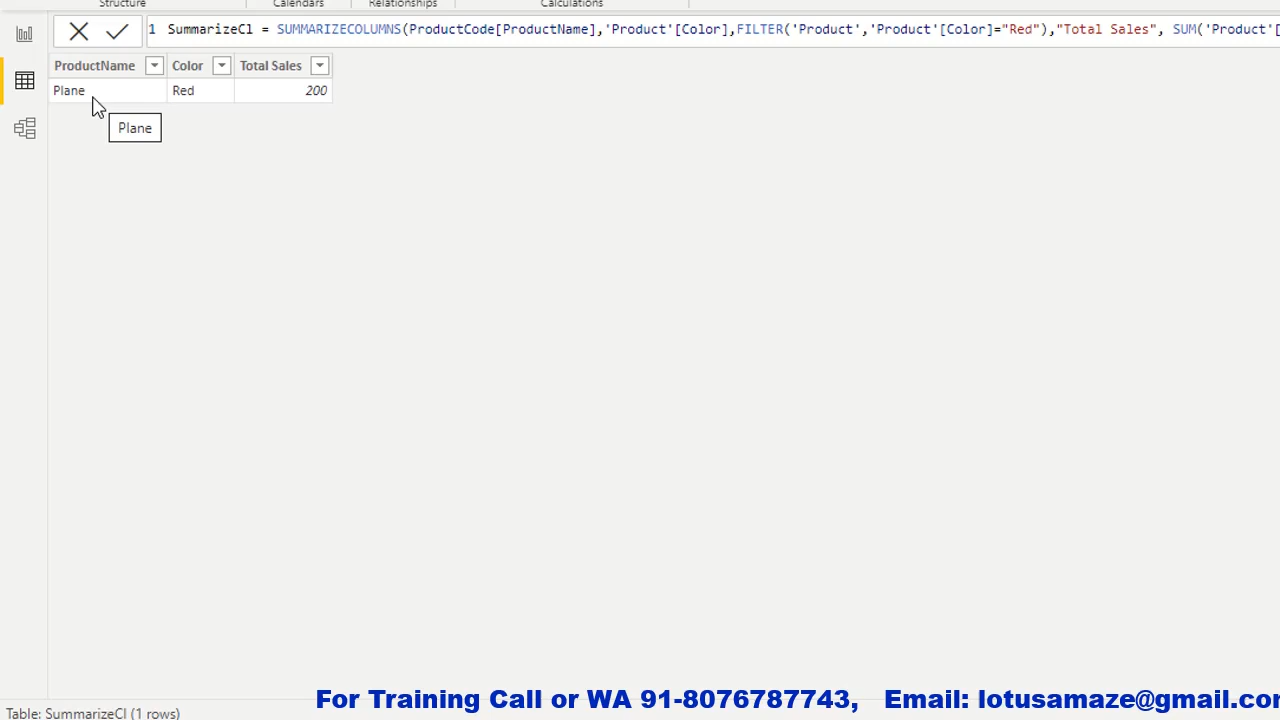 Structure Calendars Relationships Calculations
1 SummarizeCl = SUMMARIZECOLUMNS(ProductCode[ProductName],'Product'[Color],FILTER('Product','Product'[Color]="Red"),"Total Sales", SUM('Product'[
ProductName Color Total Sales
Plane Red 200
Plane
For Training Call or WA 91-8076787743, Email: lotusamaze@gmail.co
Table: SummarizeCl (1 rows)